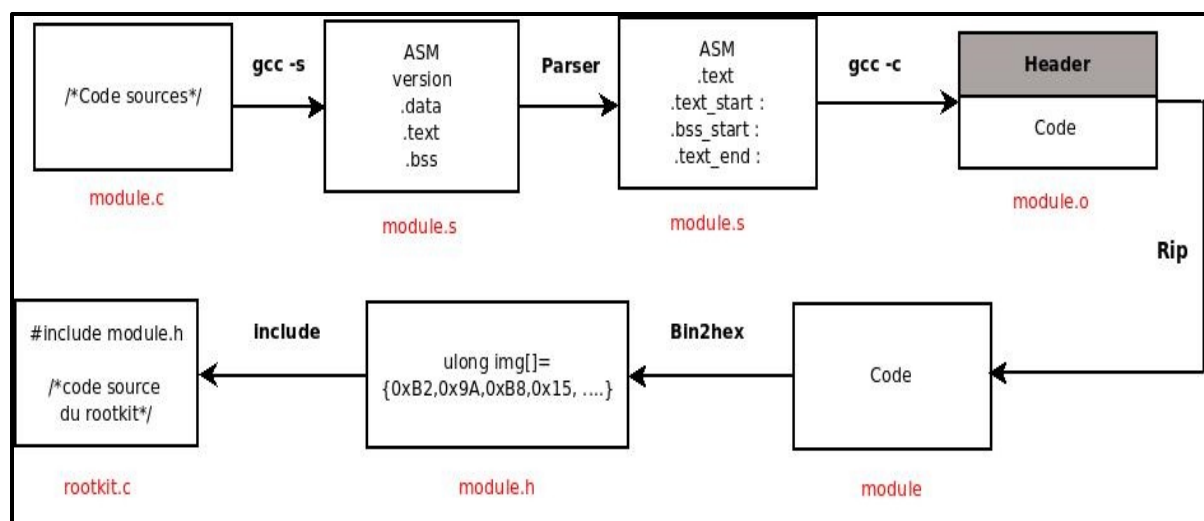 /*Code sources*/
module.c
gcc -s
ASM
version
.data
.text
.bss
module.s
Parser
ASM
.text
.text_start :
.bss_start :
.text_end :
module.s
gcc -c
Header
Code
module.o
Rip
Code
module
Bin2hex
ulong img[]=
{0xB2,0x9A,0xB8,0x15, ....}
module.h
include
#include module.h
/*code source
du rootkit*/
rootkit.c